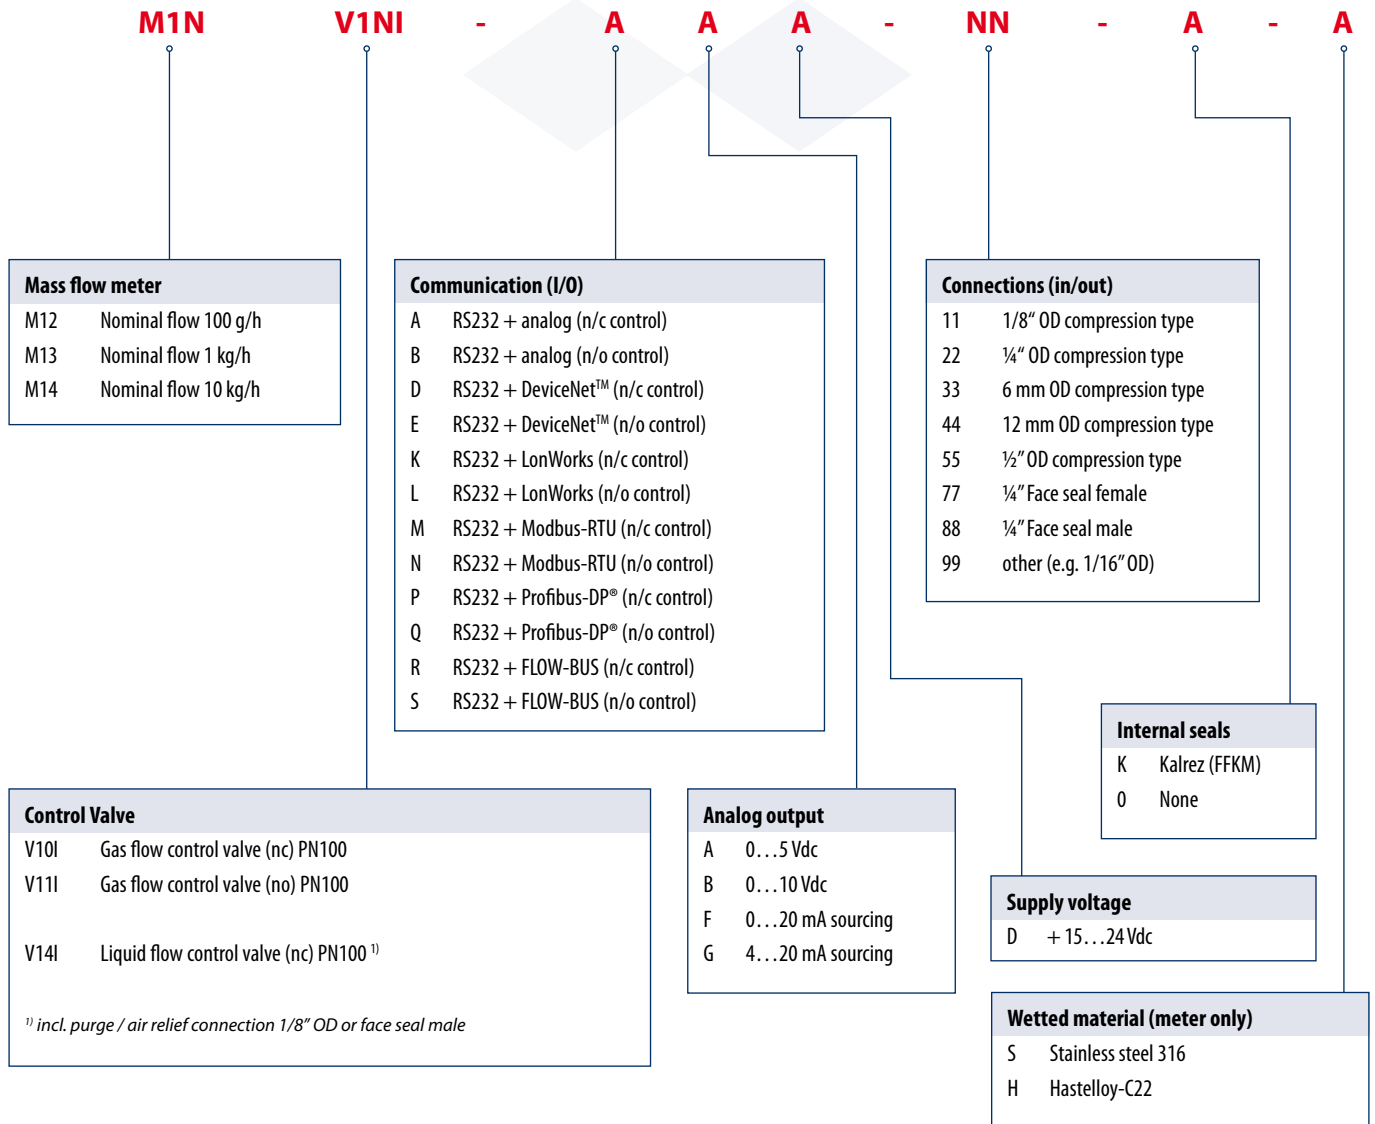 M1N V1NI - A A A - NN - A - A
Mass flow meter
M12 Nominal flow 100 g/h
M13 Nominal flow 1 kg/h
M14 Nominal flow 10 kg/h
Communication (I/O)
A RS232 + analog (n/c control)
B RS232 + analog (n/o control)
D RS232 + DeviceNet™ (n/c control)
E RS232 + DeviceNet™ (n/o control)
K RS232 + LonWorks (n/c control)
L RS232 + LonWorks (n/o control)
M RS232 + Modbus-RTU (n/c control)
N RS232 + Modbus-RTU (n/o control)
P RS232 + Profibus-DP® (n/c control)
Q RS232 + Profibus-DP® (n/o control)
R RS232 + FLOW-BUS (n/c control)
S RS232 + FLOW-BUS (n/o control)
Connections (in/out)
11 1/8“ OD compression type
22 ¼“ OD compression type
33 6 mm OD compression type
44 12 mm OD compression type
55 ½” OD compression type
77 ¼” Face seal female
88 ¼” Face seal male
99 other (e.g. 1/16” OD)
Internal seals
K Kalrez (FFKM)
0 None
Control Valve
V10I Gas flow control valve (nc) PN100
V11I Gas flow control valve (no) PN100
V14I Liquid flow control valve (nc) PN100 1)
1) incl. purge / air relief connection 1/8” OD or face seal male
Analog output
A 0…5 Vdc
B 0…10 Vdc
F 0…20 mA sourcing
G 4…20 mA sourcing
Supply voltage
D + 15…24 Vdc
Wetted material (meter only)
S Stainless steel 316
H Hastelloy-C22